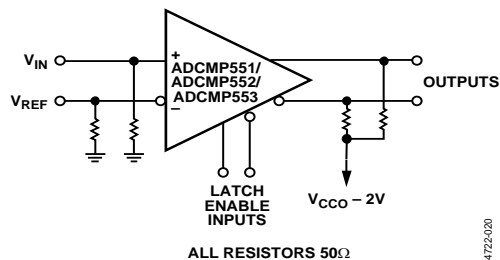 VIN
VREF
+
ADCMP551/
ADCMP552/
ADCMP553
–
OUTPUTS
LATCH
ENABLE
INPUTS
VCCO – 2V
ALL RESISTORS 50Ω
4722-020